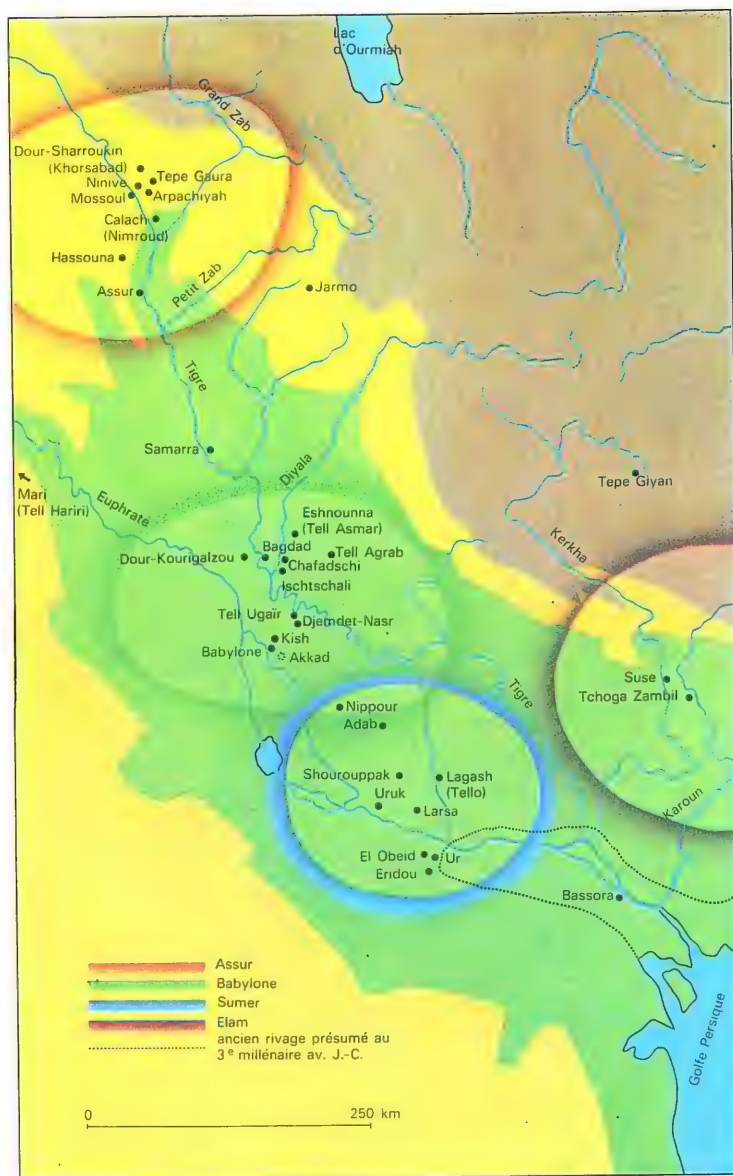 Lac
d'Ourmiah
Grand Zab
Dour-Sharroukin
(Khorsabad)
Tepe Gaura
Ninive
Arpachiyah
Mossoul
Calach
(Nimroud)
Hassouna
Petit Zab
Assur
Jarmo
Tigre
Samarra
Diyala
Mari
(Tell Hariri)
Euphrate
Tepe Giyan
Eshnounna
(Tell Asmar)
Bagdad
Tell Agrab
Dour-Kourigalzou
Chafadschi
Ischtschali
Kerkha
Tell Ugaïr
Djemdet-Nasr
Kish
Babylone
Akkad
Tigre
Suse
Tchoga Zambil
Nippour
Adab
Shourouppak
Lagash
(Tello)
Uruk
Larsa
Karoun
El Obeid
Ur
Eridou
Bassora
Golfe Persique
Assur
Babylone
Sumer
Elam
ancien rivage présumé au
3e millénaire av. J.-C.
0 250 km